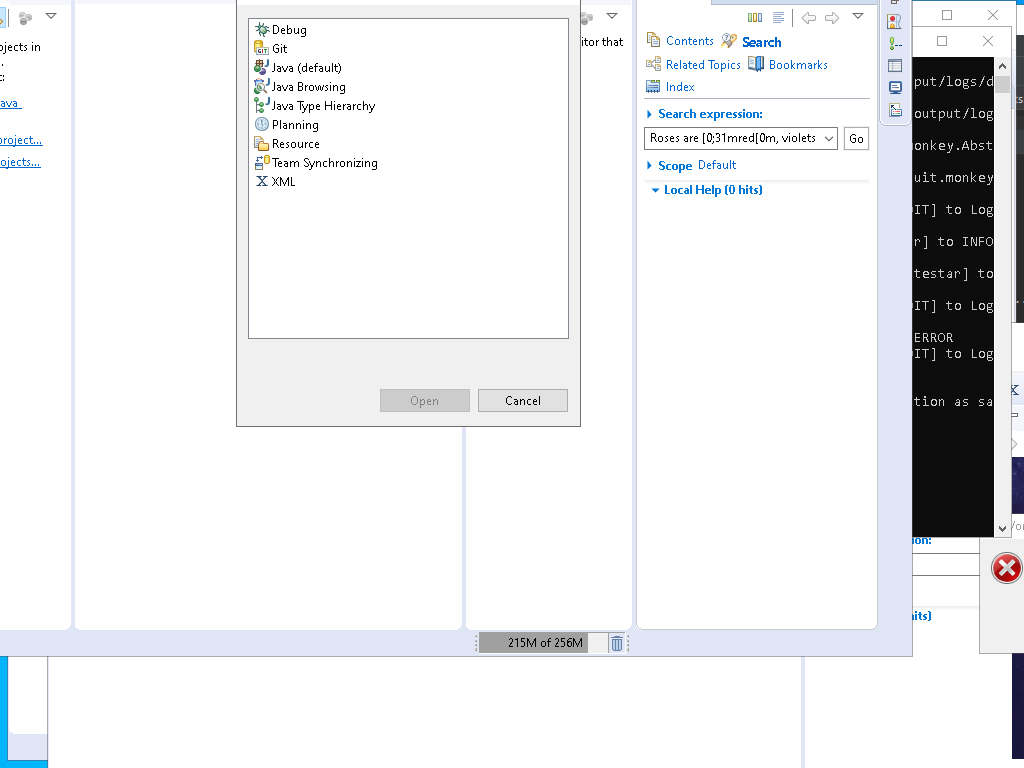 ojects in
ava
project...
ojects...
Debug
Git
Java (default)
Java Browsing
Java Type Hierarchy
Planning
Resource
Team Synchronizing
XML
Open
Cancel
itor that
Contents
Search
Related Topics
Bookmarks
Index
Search expression:
Roses are [0;31mred[0m, violets
Go
Scope Default
Local Help (0 hits)
215M of 256M
put/logs/d
output/log
onkey.Abst
uit.monkey
IT] to Log
r] to INFO
testar] to
IT] to Log
ERROR
IT] to Log
tion as sa
ion:
hits)